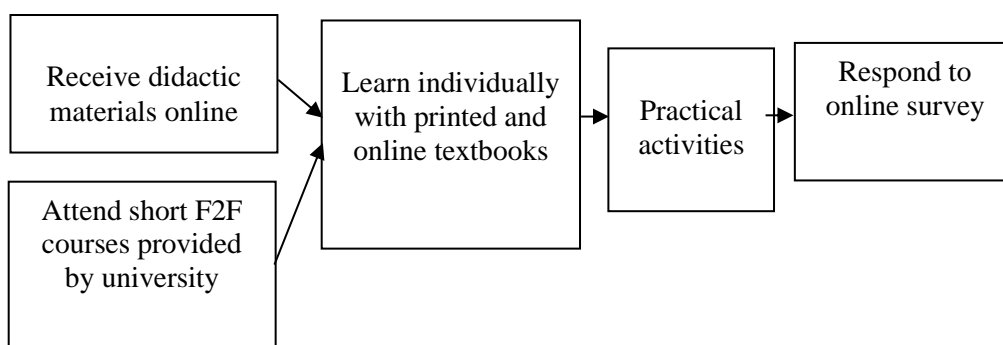 Receive didactic
materials online
Attend short F2F
courses provided
by university
Learn individually
with printed and
online textbooks
Practical
activities
Respond to
online survey